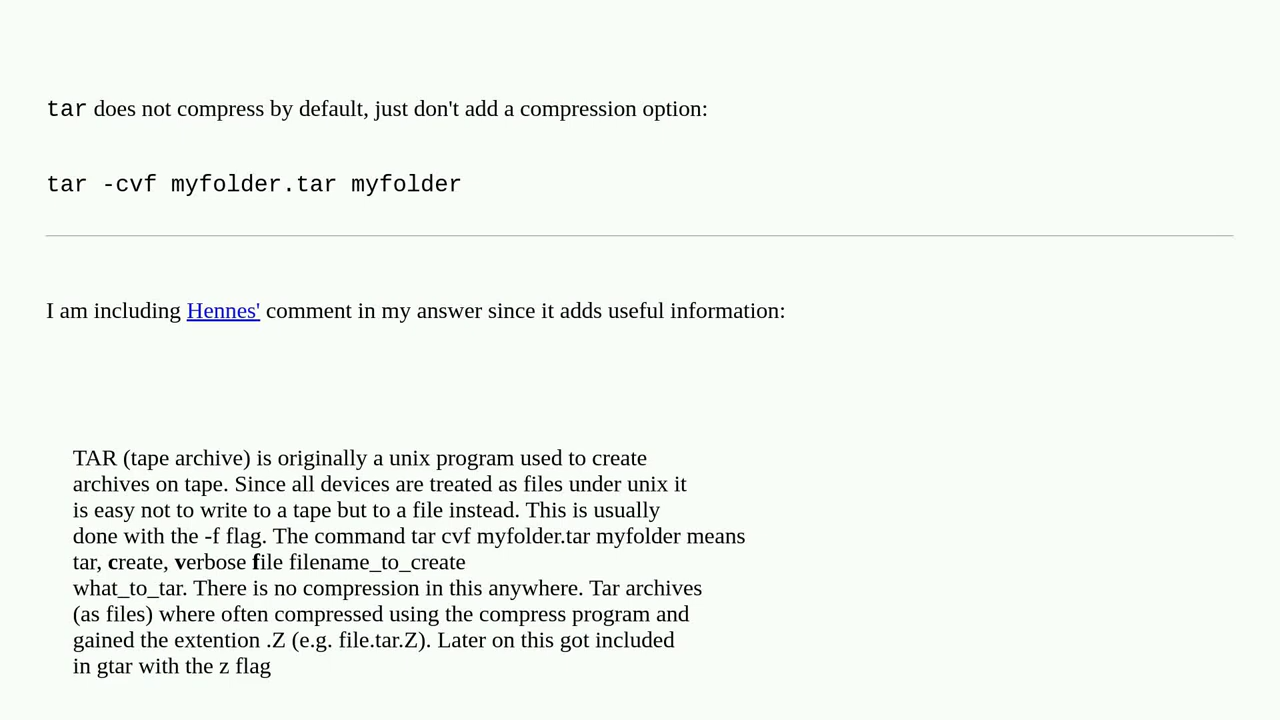 tar does not compress by default, just don't add a compression option:
tar -cvf myfolder.tar myfolder
I am including Hennes' comment in my answer since it adds useful information:
TAR (tape archive) is originally a unix program used to create
archives on tape. Since all devices are treated as files under unix it
is easy not to write to a tape but to a file instead. This is usually
done with the -f flag. The command tar cvf myfolder.tar myfolder means
tar, create, verbose file filename_to_create
what_to_tar. There is no compression in this anywhere. Tar archives
(as files) where often compressed using the compress program and
gained the extention .Z (e.g. file.tar.Z). Later on this got included
in gtar with the z flag